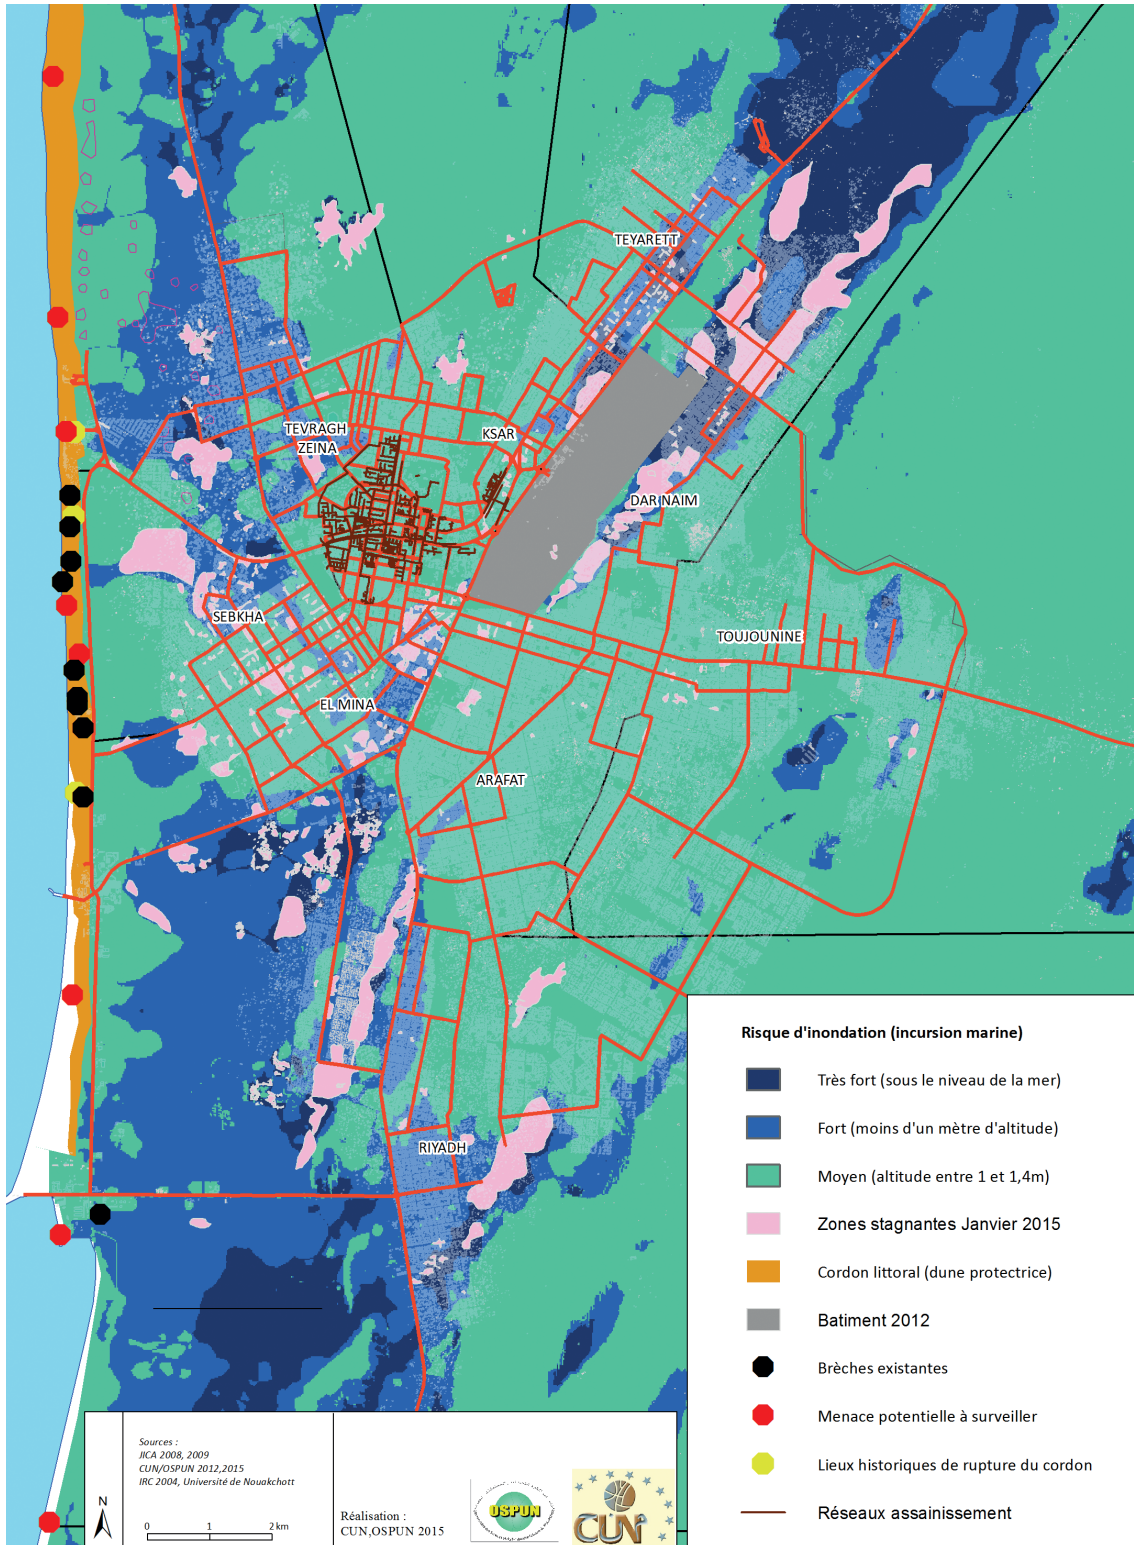 TEYARETT
TEVRAGH
ZEINA
KSAR
DAR NAIM
SEBKHA
TOUJOUNINE
EL MINA
ARAFAT
RIYADH
Risque d'inondation (incursion marine)
Très fort (sous le niveau de la mer)
Fort (moins d'un mètre d'altitude)
Moyen (altitude entre 1 et 1,4m)
Zones stagnantes Janvier 2015
Cordon littoral (dune protectrice)
Batiment 2012
Brèches existantes
Menace potentielle à surveiller
Lieux historiques de rupture du cordon
Réseaux assainissement
Sources :
JICA 2008, 2009
CUN/OSPUN 2012,2015
IRC 2004, Université de Nouakchott
N
0 1 2 km
Réalisation :
CUN,OSPUN 2015
OSPUN
CUN